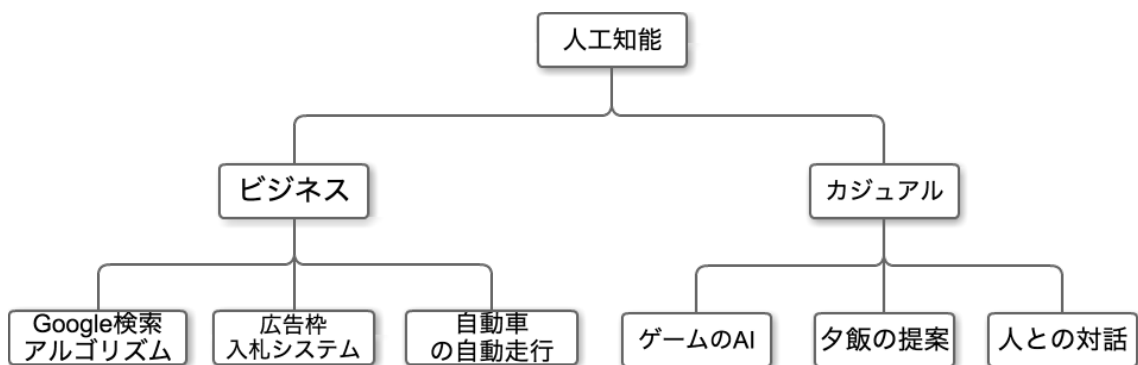 人工知能
ビジネス
カジュアル
Google検索
アルゴリズム
広告枠
入札システム
自動車
の自動走行
ゲームのAI
夕飯の提案
人との対話